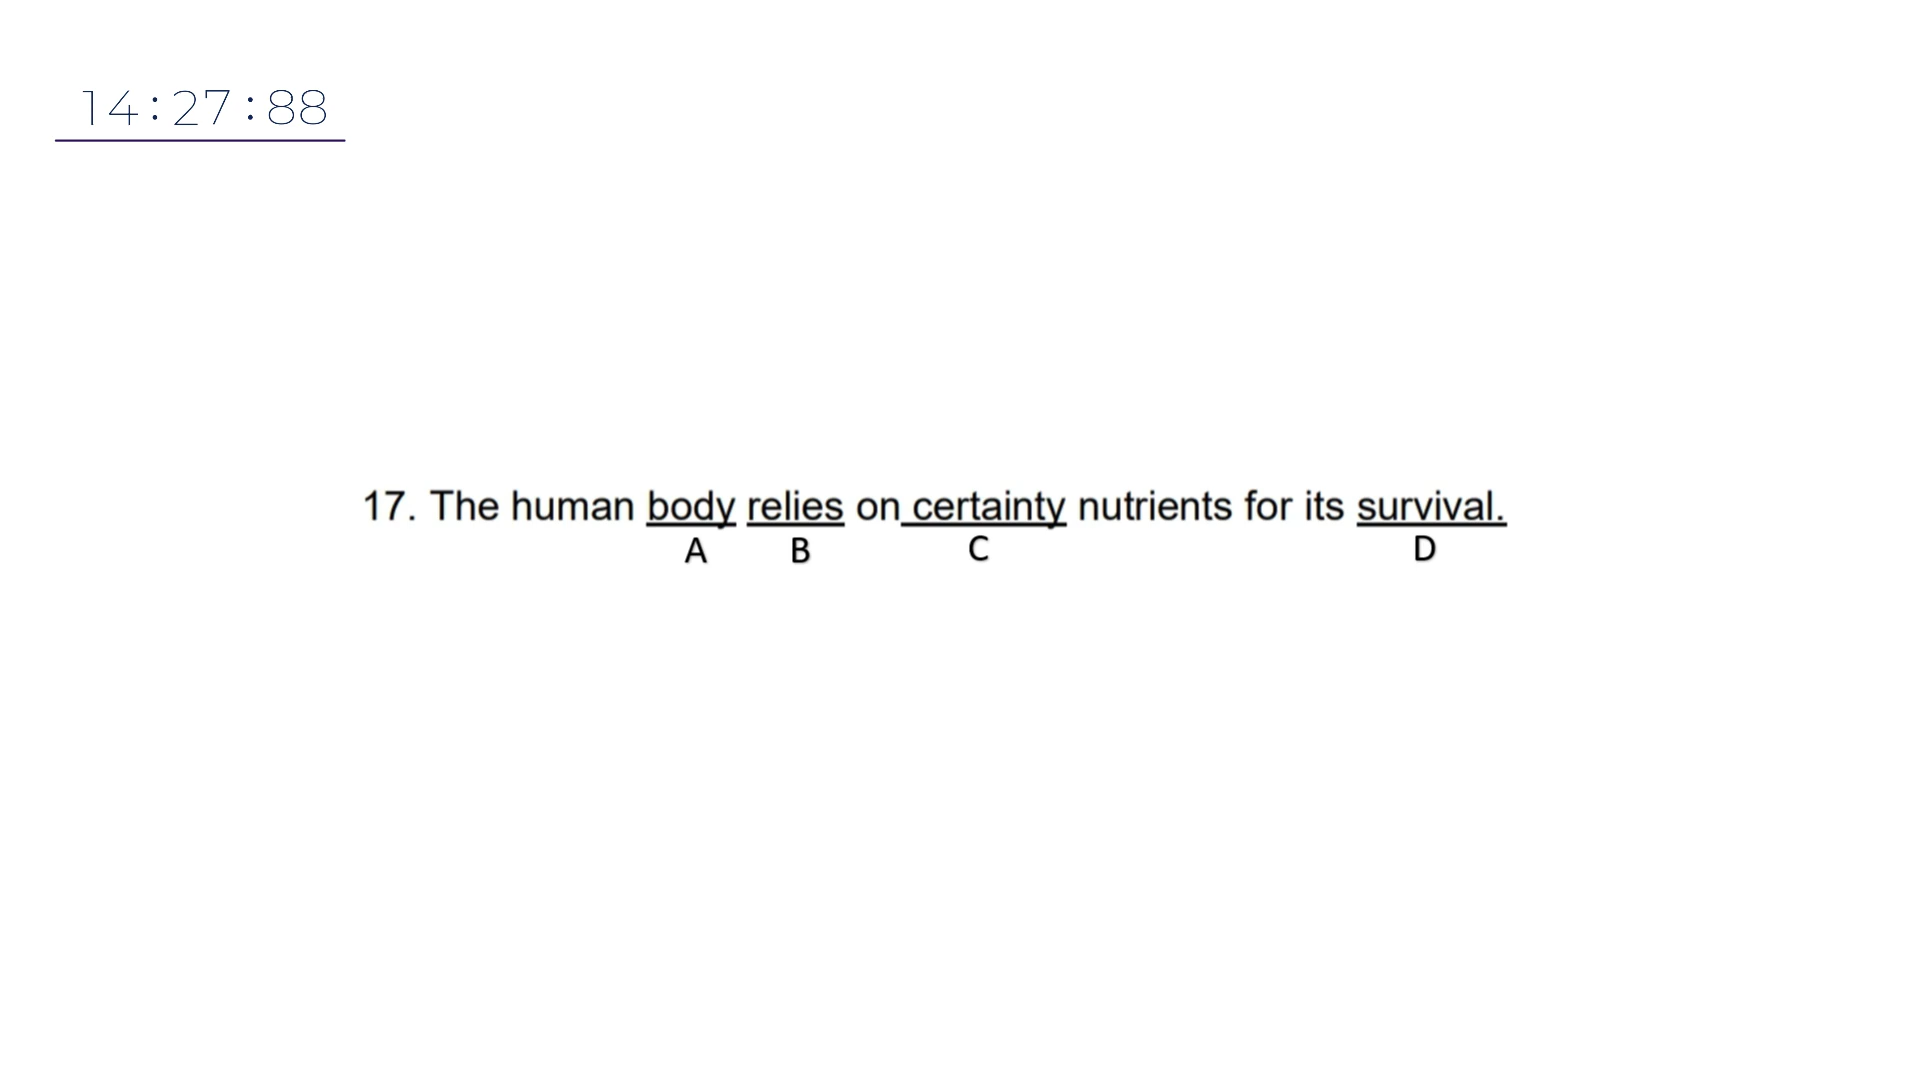 14:27:88
17. The human body relies on certainty nutrients for its survival.
A B C D